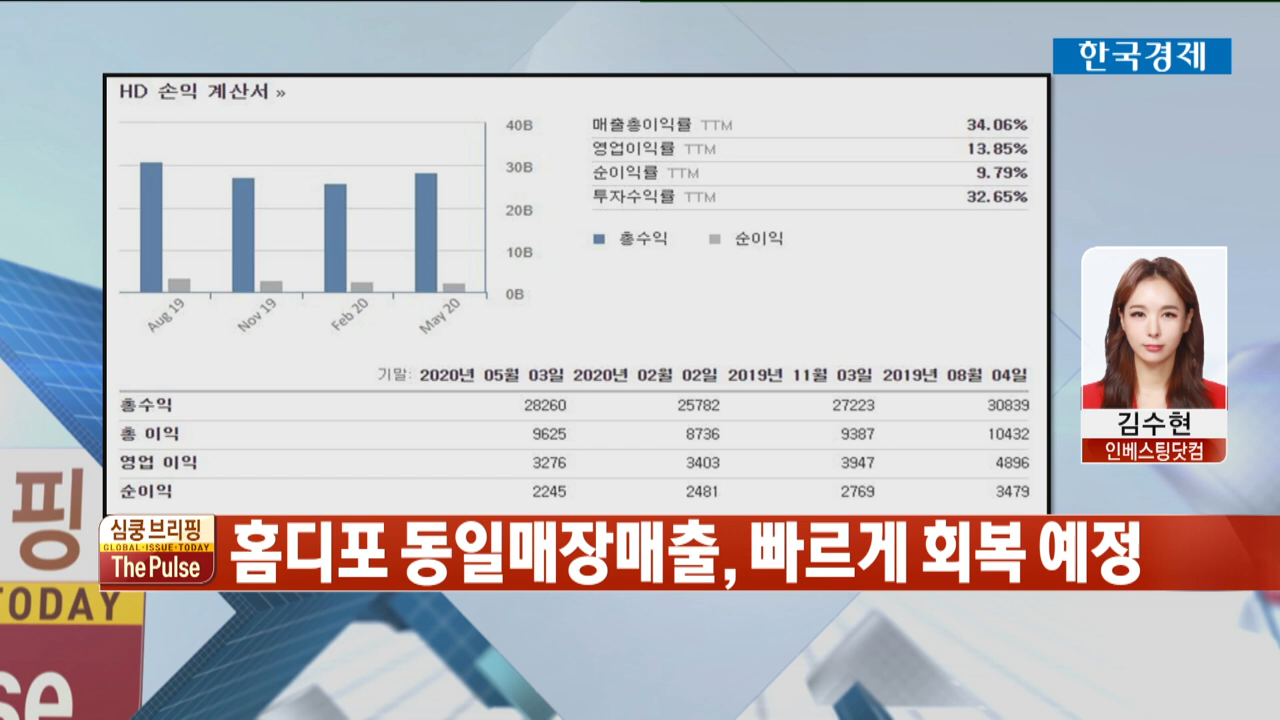 한국경제
HD 손익 계산서 »
40B
30B
20B
10B
0B
Aug 19
Nov 19
Feb 20
May 20
매출총이익률 TTM 34.06%
영업이익률 TTM 13.85%
순이익률 TTM 9.79%
투자수익률 TTM 32.65%
총수익 순이익
기말: 2020년 05월 03일 2020년 02월 02일 2019년 11월 03일 2019년 08월 04일
총수익 28260 25782 27223 30839
총 이익 9625 8736 9387 10432
영업 이익 3276 3403 3947 4896
순이익 2245 2481 2769 3479
김수현
인베스팅닷컴
심쿵 브리핑
GLOBAL·ISSUE·TODAY
The Pulse
홈디포 동일매장매출, 빠르게 회복 예정
핑
TODAY
se